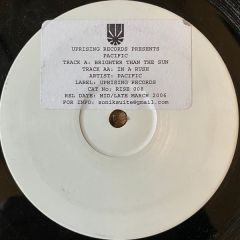 UPRISING RECORDS PRESENTS
PACIFIC
TRACK A: BRIGHTER THAN THE SUN
TRACK AA: IN A RUSH
ARTIST: PACIFIC
LABEL: UPRISING RECORDS
CAT No: RISE 008
REL DATE: MID/LATE MARCH 2006
FOR INFO: soniksuite@gmail.com